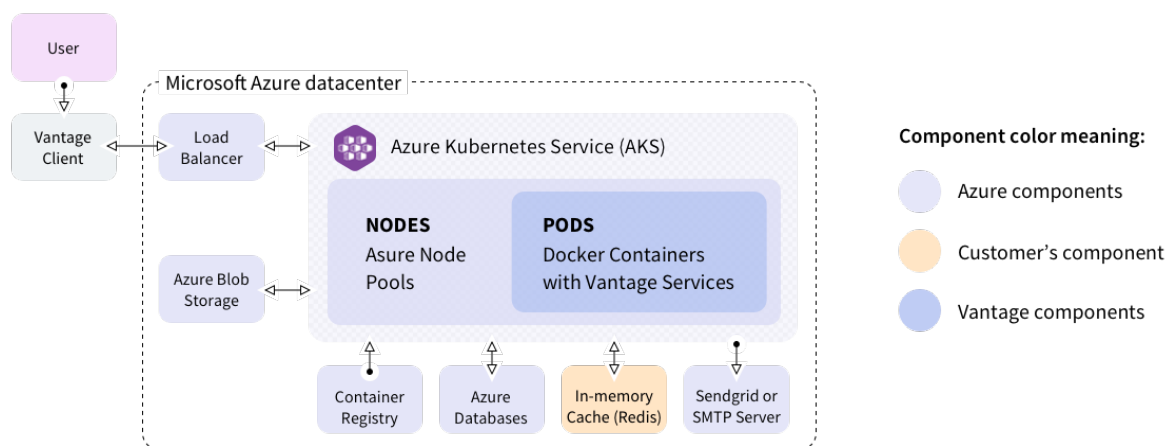 User
Microsoft Azure datacenter
Vantage
Client
Load
Balancer
Azure Kubernetes Service (AKS)
NODES
Asure Node
Pools
PODS
Docker Containers
with Vantage Services
Azure Blob
Storage
Container
Registry
Azure
Databases
In-memory
Cache (Redis)
Sendgrid or
SMTP Server
Component color meaning:
Azure components
Customer’s component
Vantage components